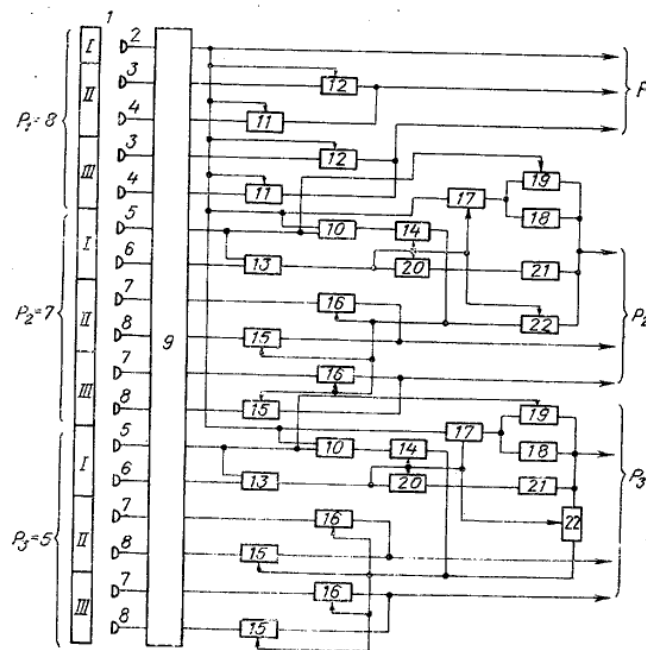 1
I 2
3 12
II 4 11
P₁=8
3 12
III 4 11
5 10 14 17 19 18
I 6 13 20 21
7 16 22
P₂=7
II 8 15
9
7 16
III 8 15
5 10 14 17 19 18
I 6 13 20 21
7 16 22
P₃=5
II 8 15
7 16
III 8 15
P
P₂
P₃